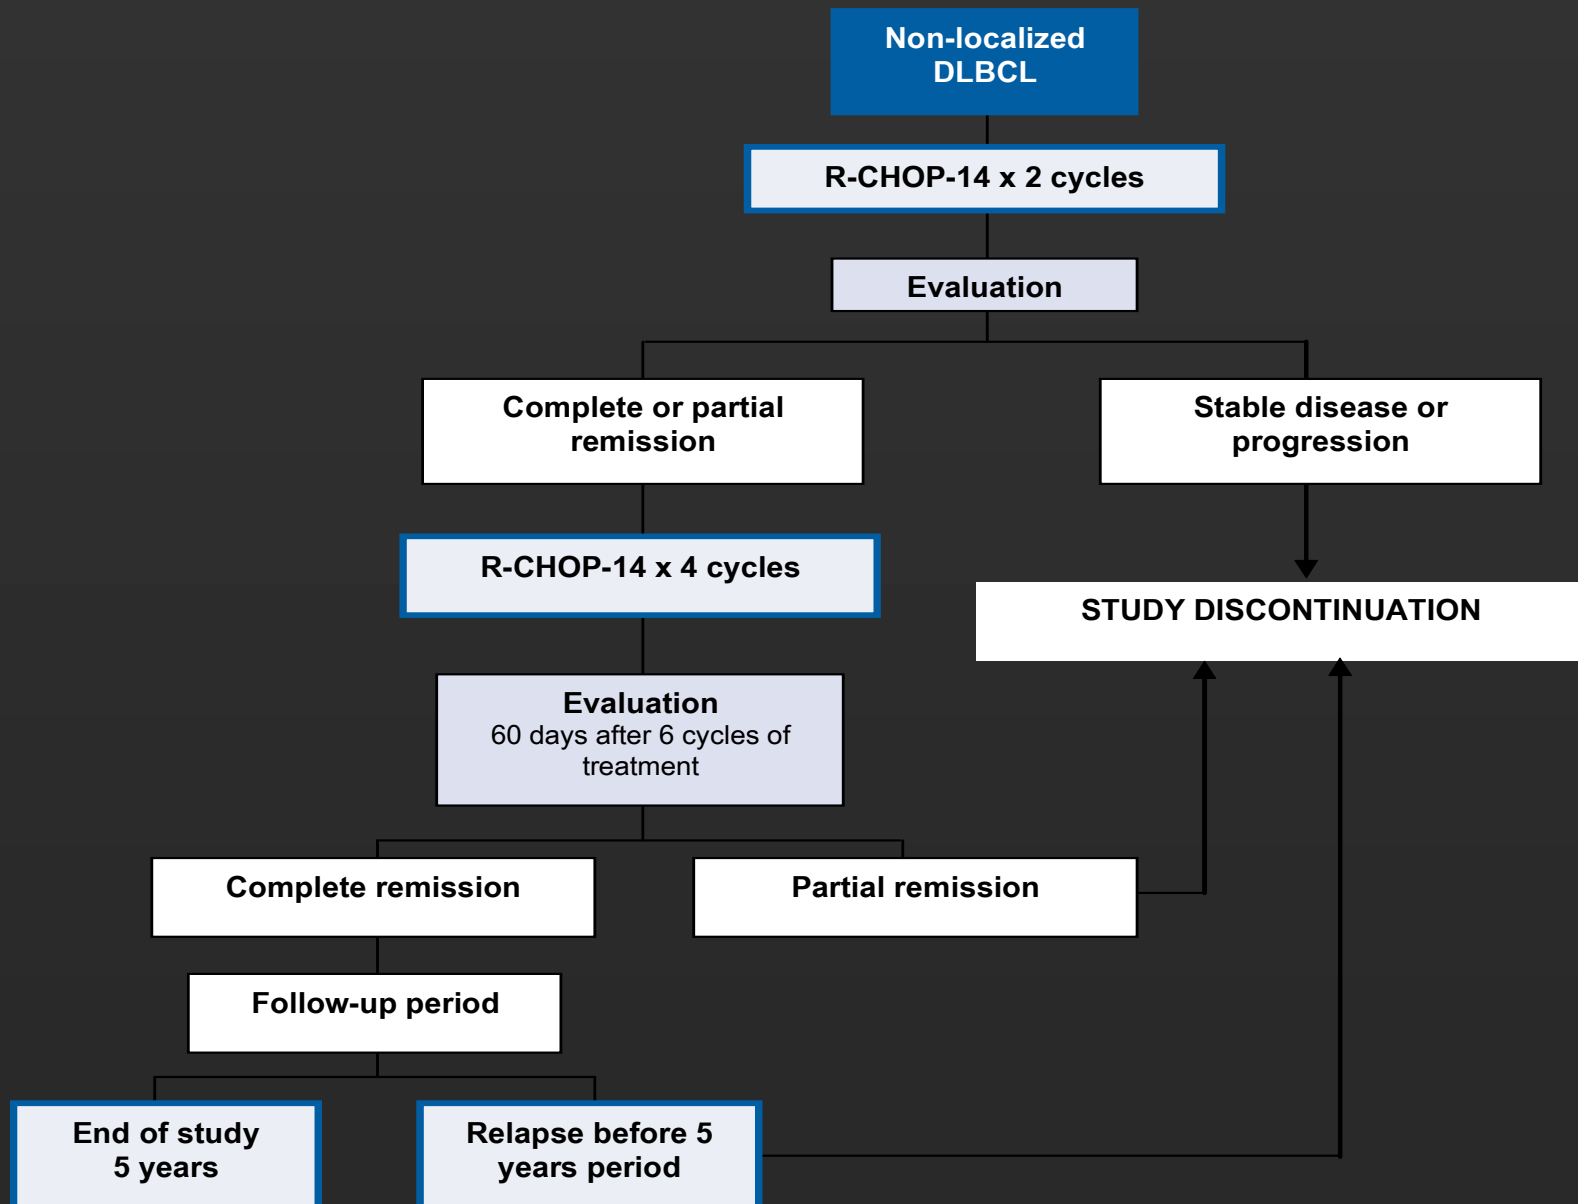 Non-localized
DLBCL
R-CHOP-14 x 2 cycles
Evaluation
Complete or partial
remission
Stable disease or
progression
R-CHOP-14 x 4 cycles
STUDY DISCONTINUATION
Evaluation
60 days after 6 cycles of
treatment
Complete remission
Partial remission
Follow-up period
End of study
5 years
Relapse before 5
years period